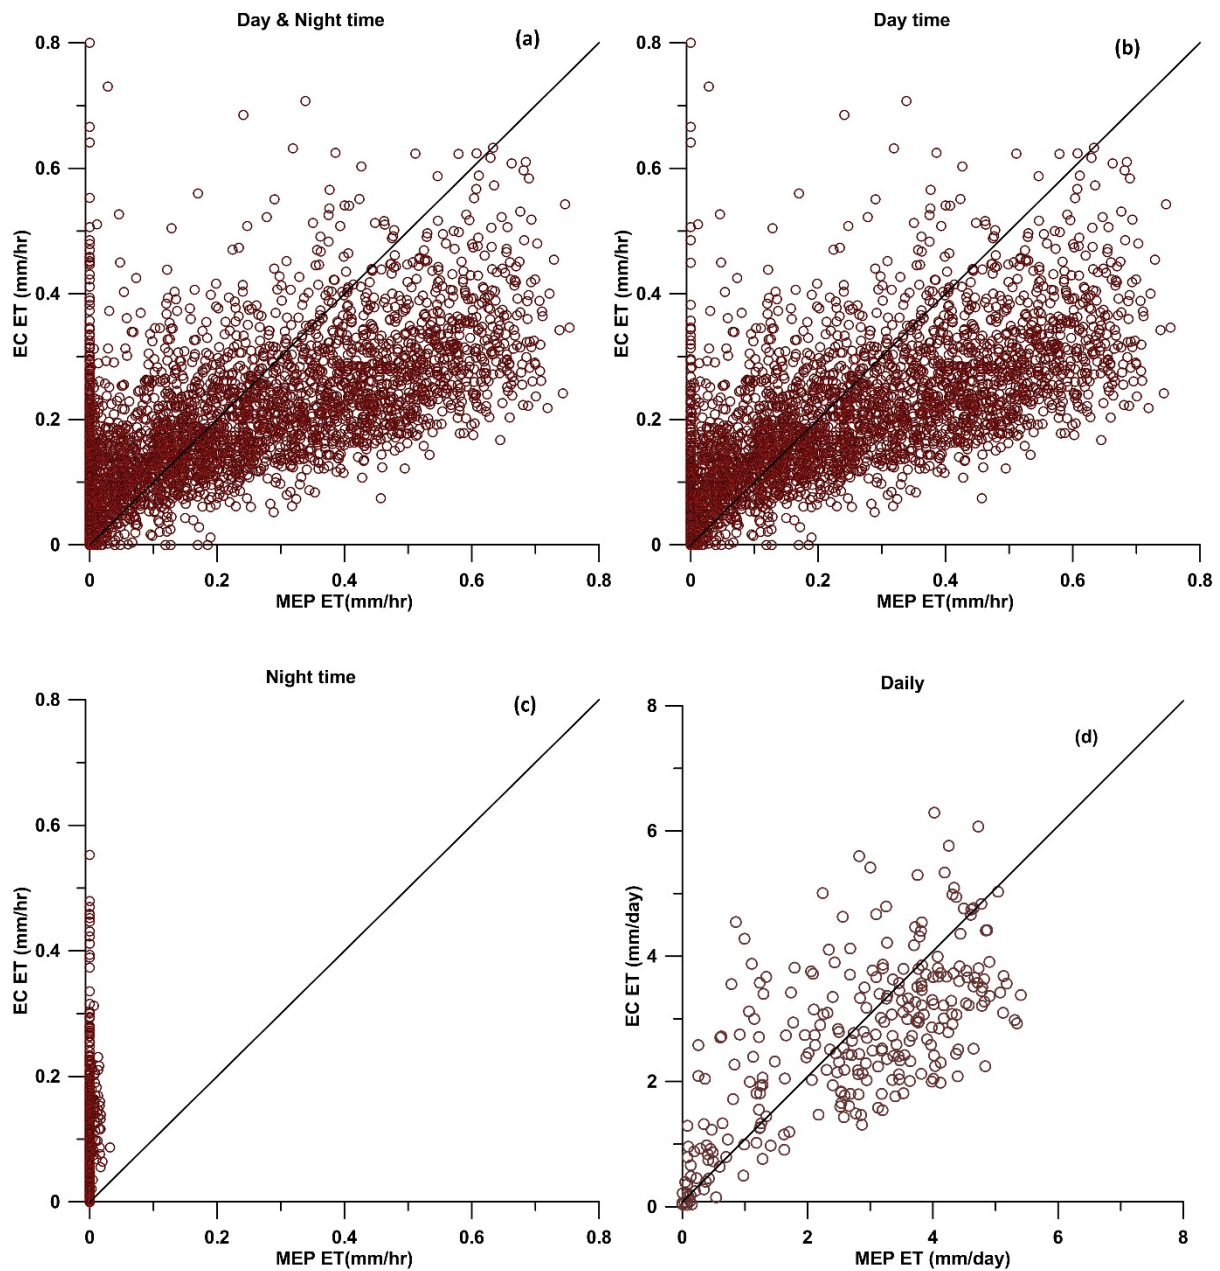 Day & Night time
(a)
0.8
0.6
0.4
0.2
0
EC ET (mm/hr)
0
0.2
0.4
0.6
0.8
MEP ET(mm/hr)
Day time
(b)
0.8
0.6
0.4
0.2
0
EC ET (mm/hr)
0
0.2
0.4
0.6
0.8
MEP ET(mm/hr)
Night time
(c)
0.8
0.6
0.4
0.2
0
EC ET (mm/hr)
0
0.2
0.4
0.6
0.8
MEP ET(mm/hr)
Daily
(d)
8
6
4
2
0
EC ET (mm/day)
0
2
4
6
8
MEP ET (mm/day)